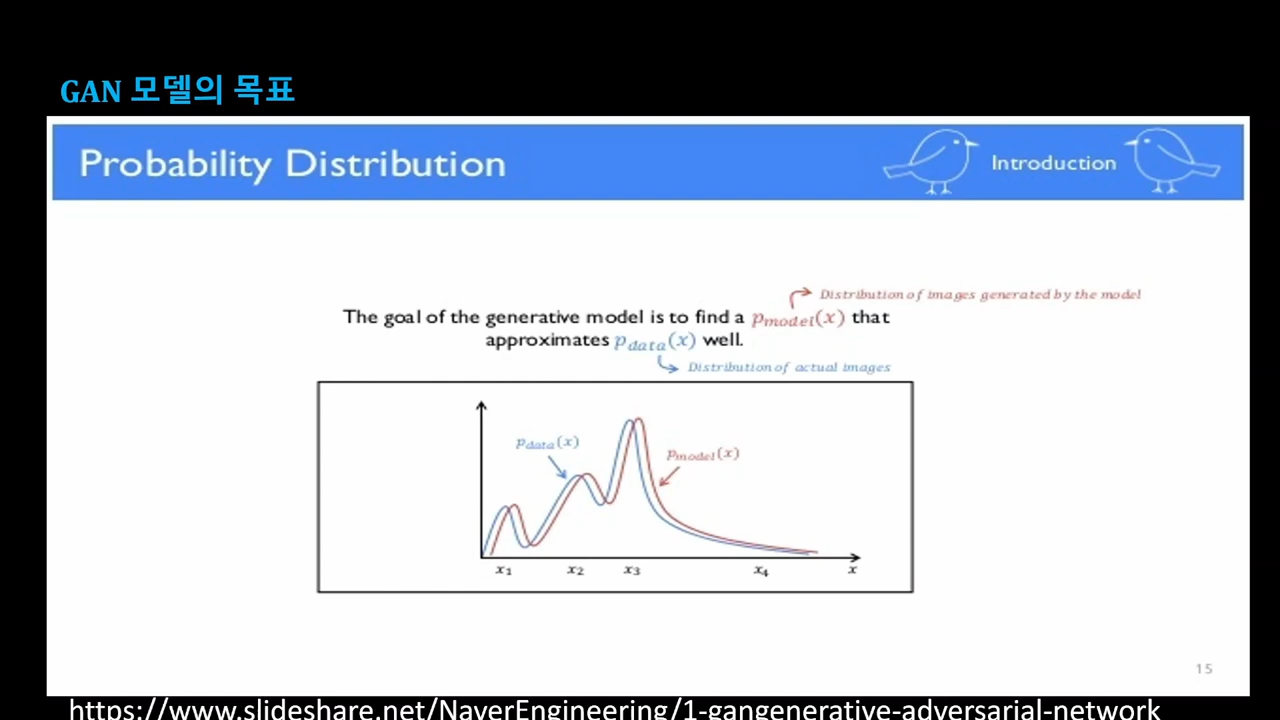 GAN 모델의 목표
Probability Distribution
Introduction
Distribution of images generated by the model
The goal of the generative model is to find a p_model(x) that
approximates p_data(x) well.
Distribution of actual images
p_data(x)
p_model(x)
x1 x2 x3 x4 x
15
https://www.slideshare.net/NaverEngineering/1-gangenerative-adversarial-network